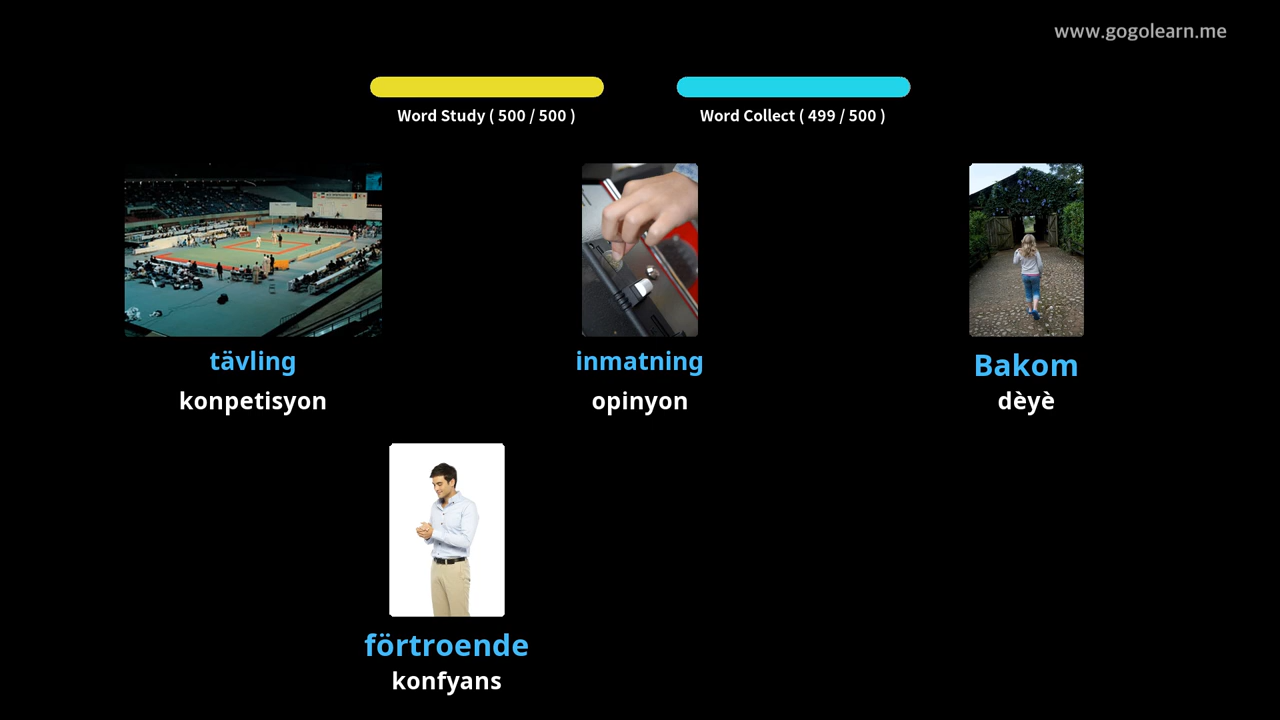 www.gogolearn.me
Word Study ( 500 / 500 )
Word Collect ( 499 / 500 )
tävling
inmatning
Bakom
konpetisyon
opinyon
dèyè
förtroende
konfyans